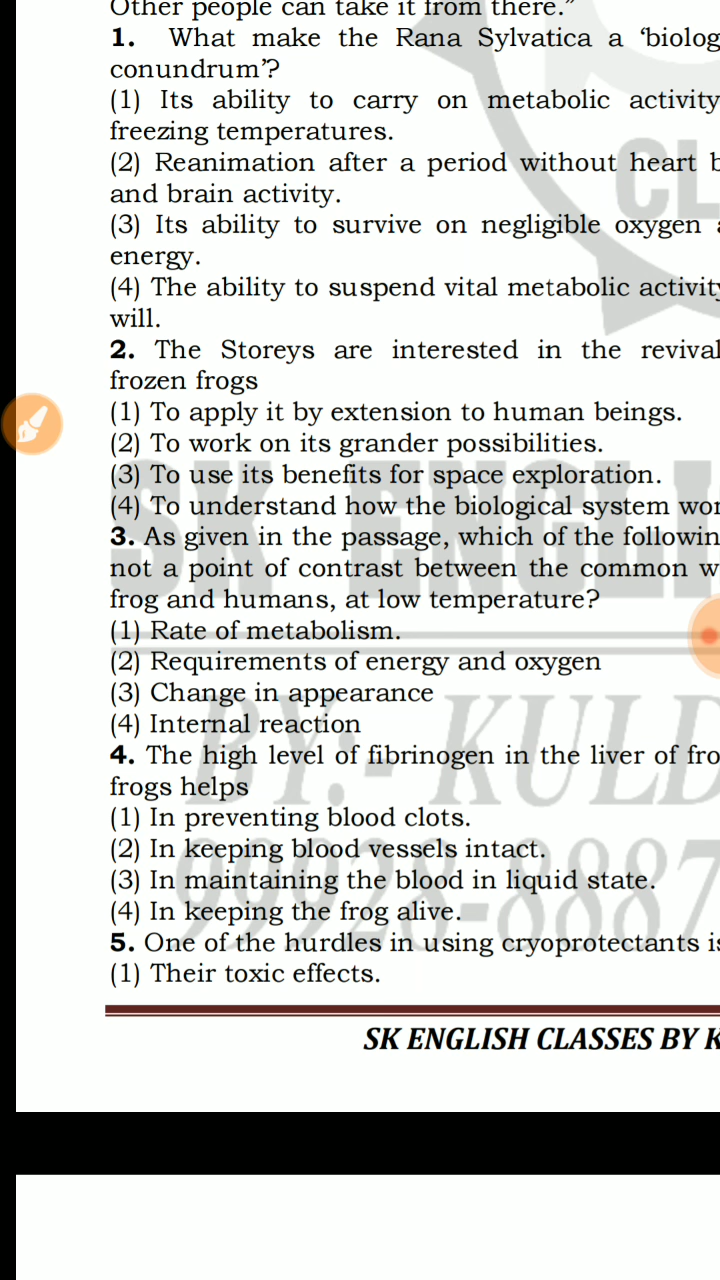 Other people can take it from there."
1. What make the Rana Sylvatica a 'biolog
conundrum'?
(1) Its ability to carry on metabolic activity
freezing temperatures.
(2) Reanimation after a period without heart b
and brain activity.
(3) Its ability to survive on negligible oxygen a
energy.
(4) The ability to suspend vital metabolic activity
will.
2. The Storeys are interested in the revival
frozen frogs
(1) To apply it by extension to human beings.
(2) To work on its grander possibilities.
(3) To use its benefits for space exploration.
(4) To understand how the biological system wor
3. As given in the passage, which of the followin
not a point of contrast between the common w
frog and humans, at low temperature?
(1) Rate of metabolism.
(2) Requirements of energy and oxygen
(3) Change in appearance
(4) Internal reaction
4. The high level of fibrinogen in the liver of fro
frogs helps
(1) In preventing blood clots.
(2) In keeping blood vessels intact.
(3) In maintaining the blood in liquid state.
(4) In keeping the frog alive.
5. One of the hurdles in using cryoprotectants is
(1) Their toxic effects.
SK ENGLISH CLASSES BY K
CL
SK ENGLI
BY:- KULD
99928-8887